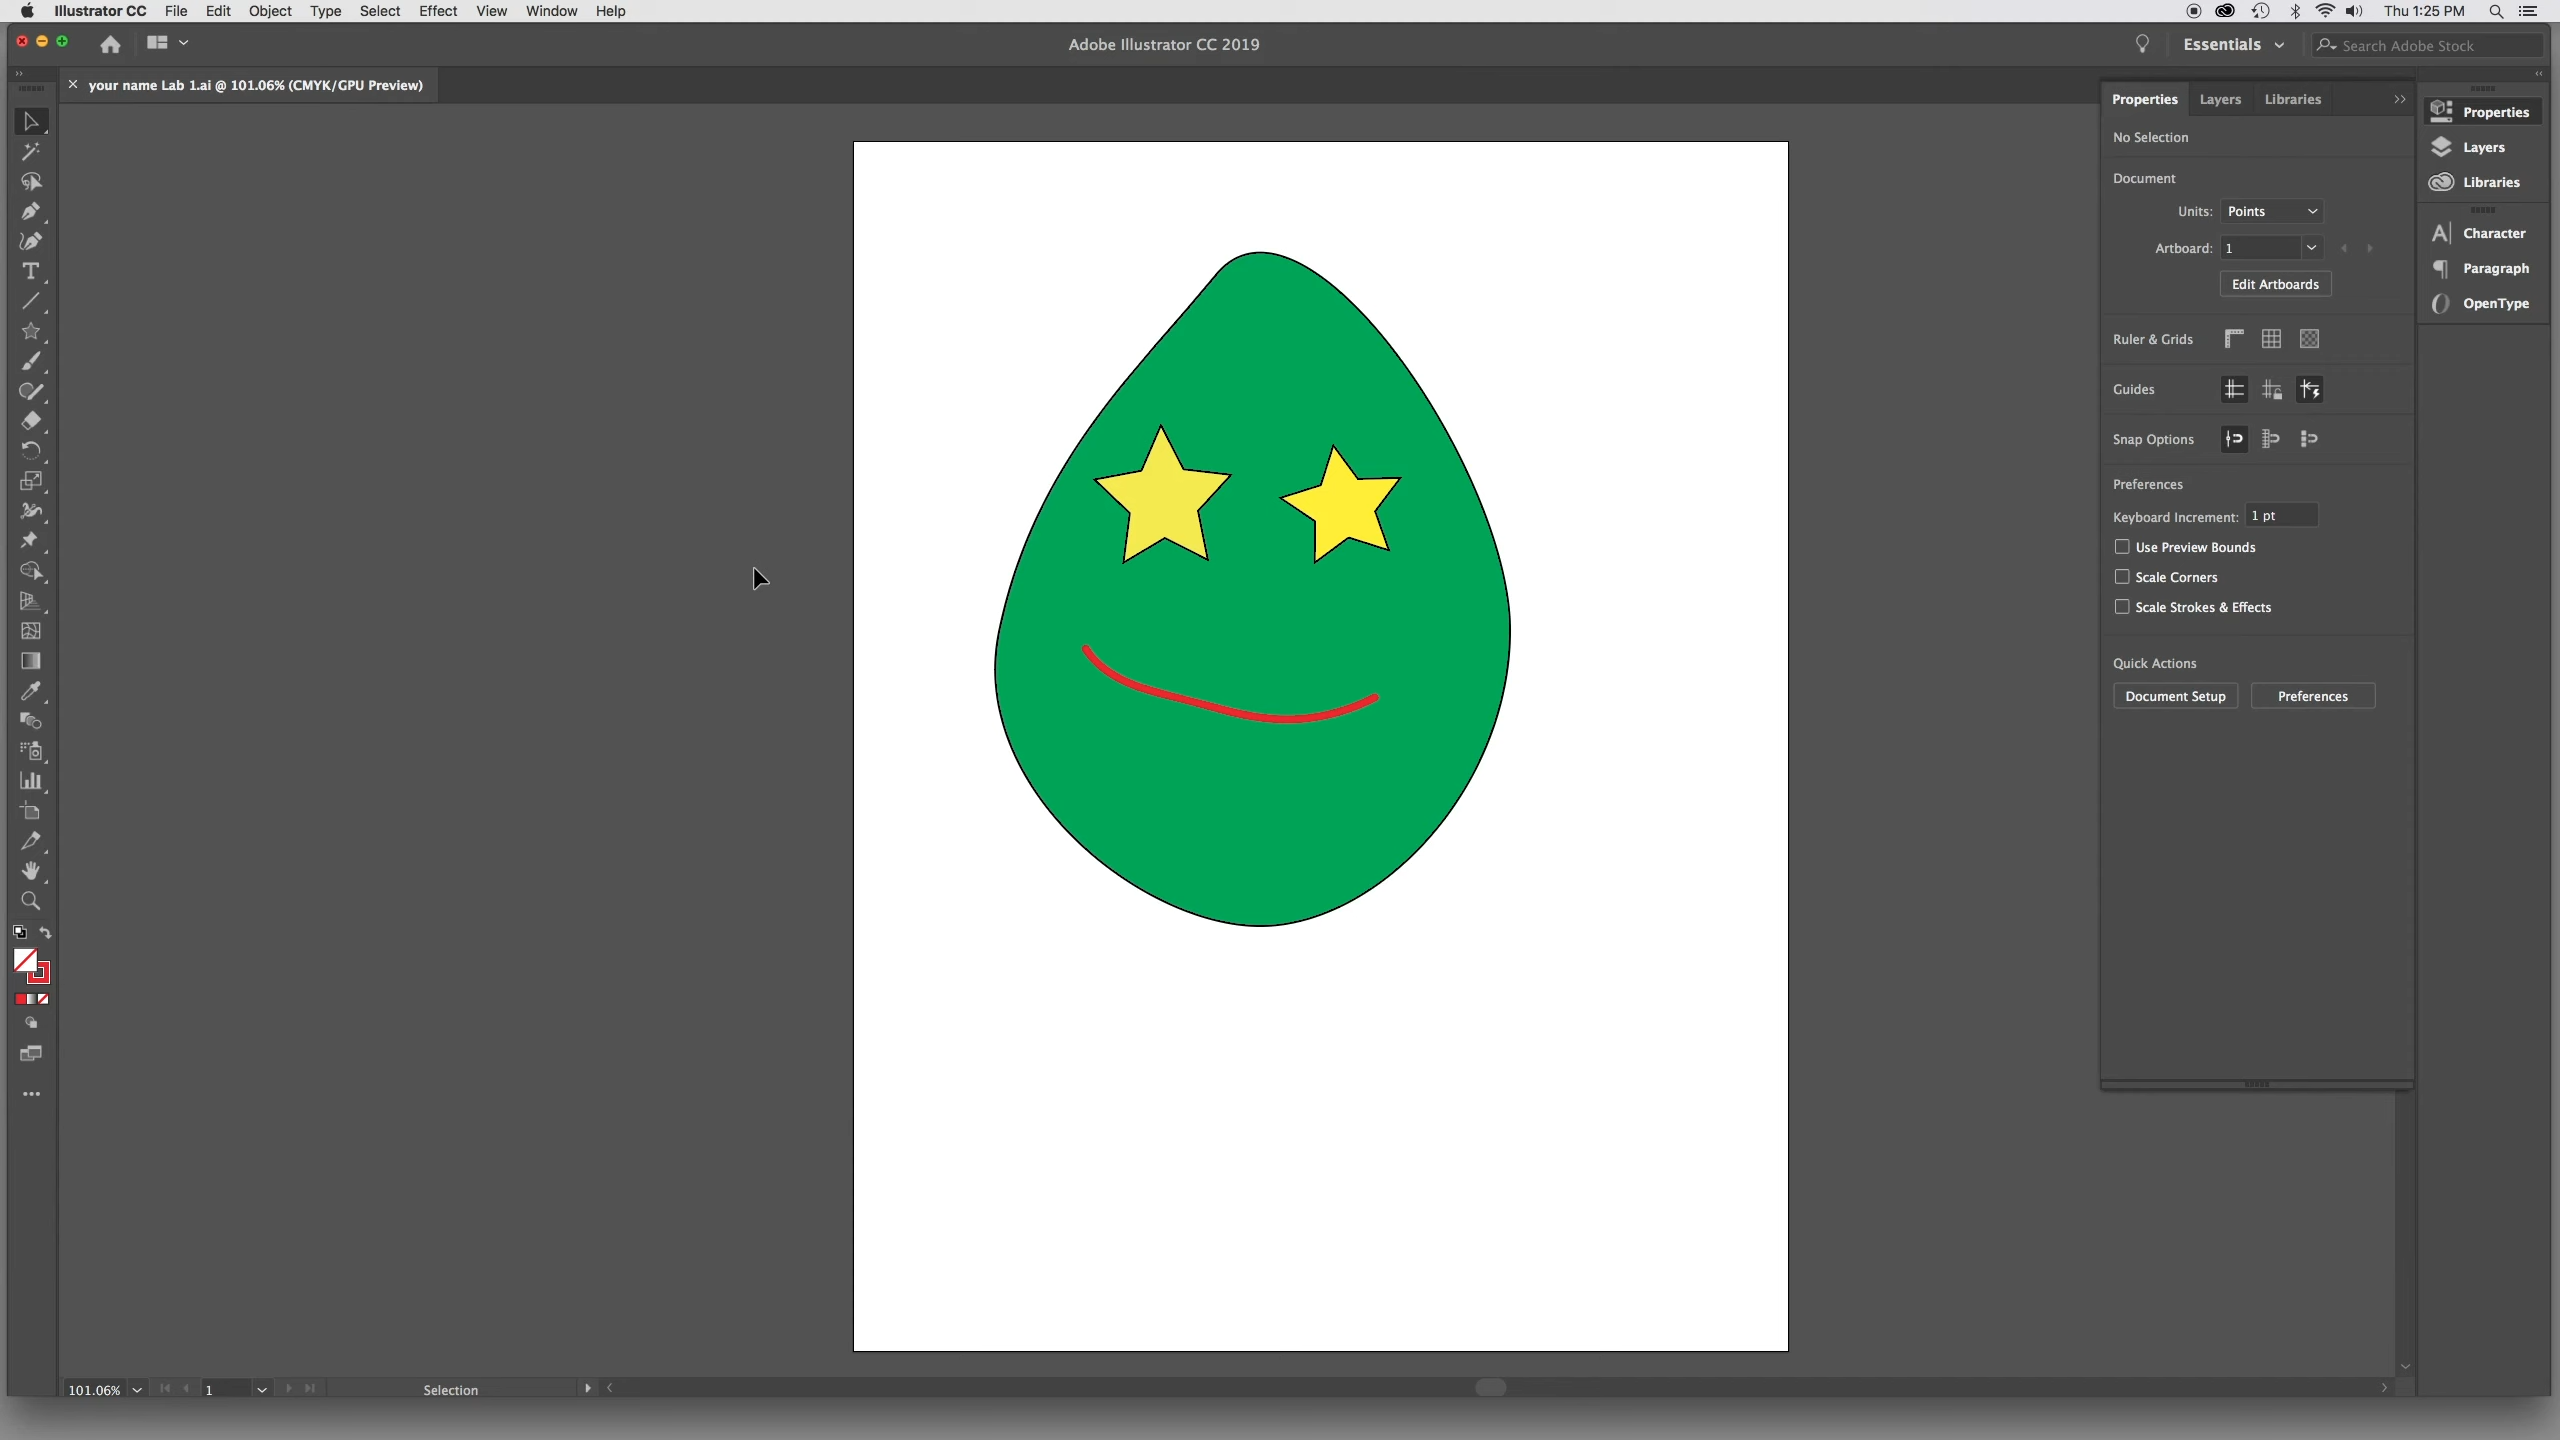 Illustrator CC File Edit Object Type Select Effect View Window Help Thu 1:25 PM
Adobe Illustrator CC 2019 Essentials Search Adobe Stock
your name Lab 1.ai @ 101.06% (CMYK/GPU Preview)
Properties Layers Libraries
Properties
Layers
Libraries
Character
Paragraph
OpenType
No Selection
Document
Units: Points
Artboard: 1
Edit Artboards
Ruler & Grids
Guides
Snap Options
Preferences
Keyboard Increment: 1 pt
Use Preview Bounds
Scale Corners
Scale Strokes & Effects
Quick Actions
Document Setup Preferences
101.06% 1 Selection